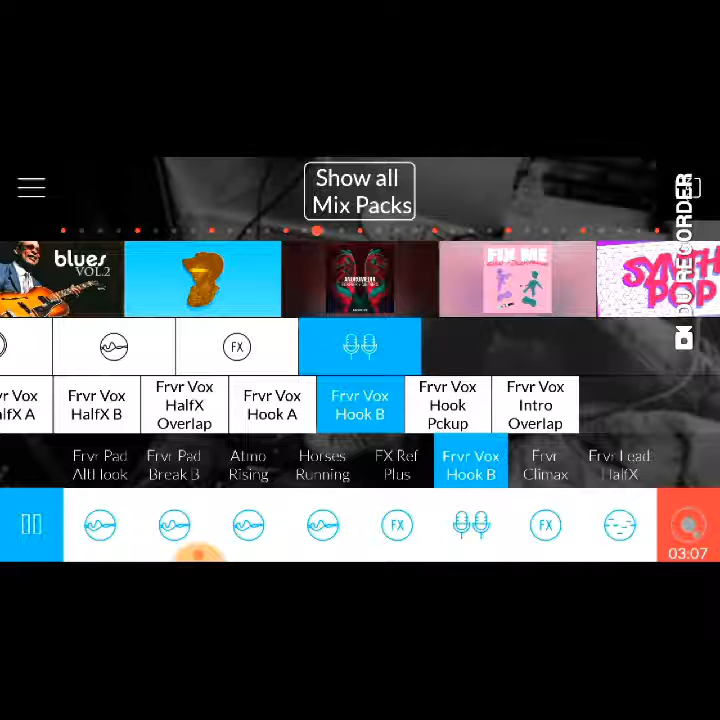 Show all
Mix Packs
DU RECORDER
blues
VOL.2
ANDROMEDIK
FIX ME
SYNTH
POP
FX
rvr Vox
lfX A
Frvr Vox
HalfX B
Frvr Vox
HalfX
Overlap
Frvr Vox
Hook A
Frvr Vox
Hook B
Frvr Vox
Hook
Pckup
Frvr Vox
Intro
Overlap
Frvr Pad
AltHook
Frvr Pad
Break B
Atmo
Rising
Horses
Running
FX Ref
Plus
Frvr Vox
Hook B
Frvr
Climax
Frvr Lead
HalfX
FX
FX
03:07